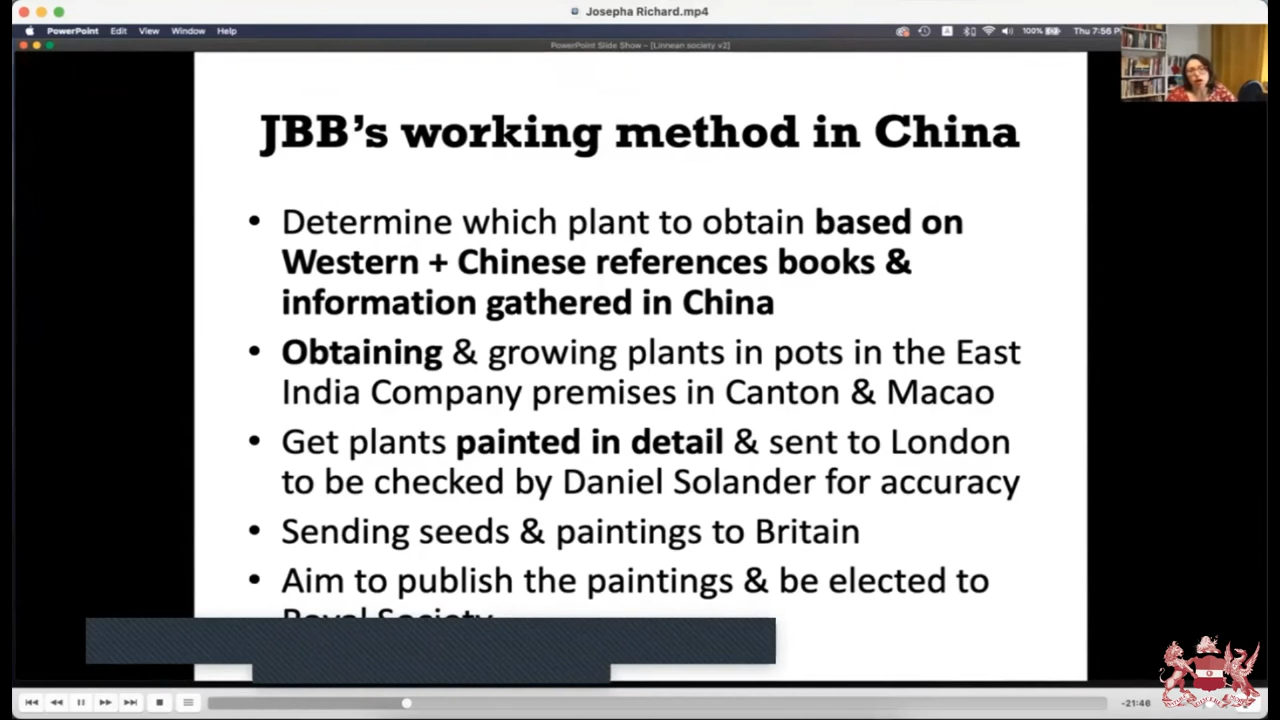 Josepha Richard.mp4
PowerPoint Edit View Window Help
100%
Thu 7:56 P
PowerPoint Slide Show - [Linnean society v2]
JBB's working method in China
• Determine which plant to obtain based on
Western + Chinese references books &
information gathered in China
• Obtaining & growing plants in pots in the East
India Company premises in Canton & Macao
• Get plants painted in detail & sent to London
to be checked by Daniel Solander for accuracy
• Sending seeds & paintings to Britain
• Aim to publish the paintings & be elected to
Royal Society
-21:46